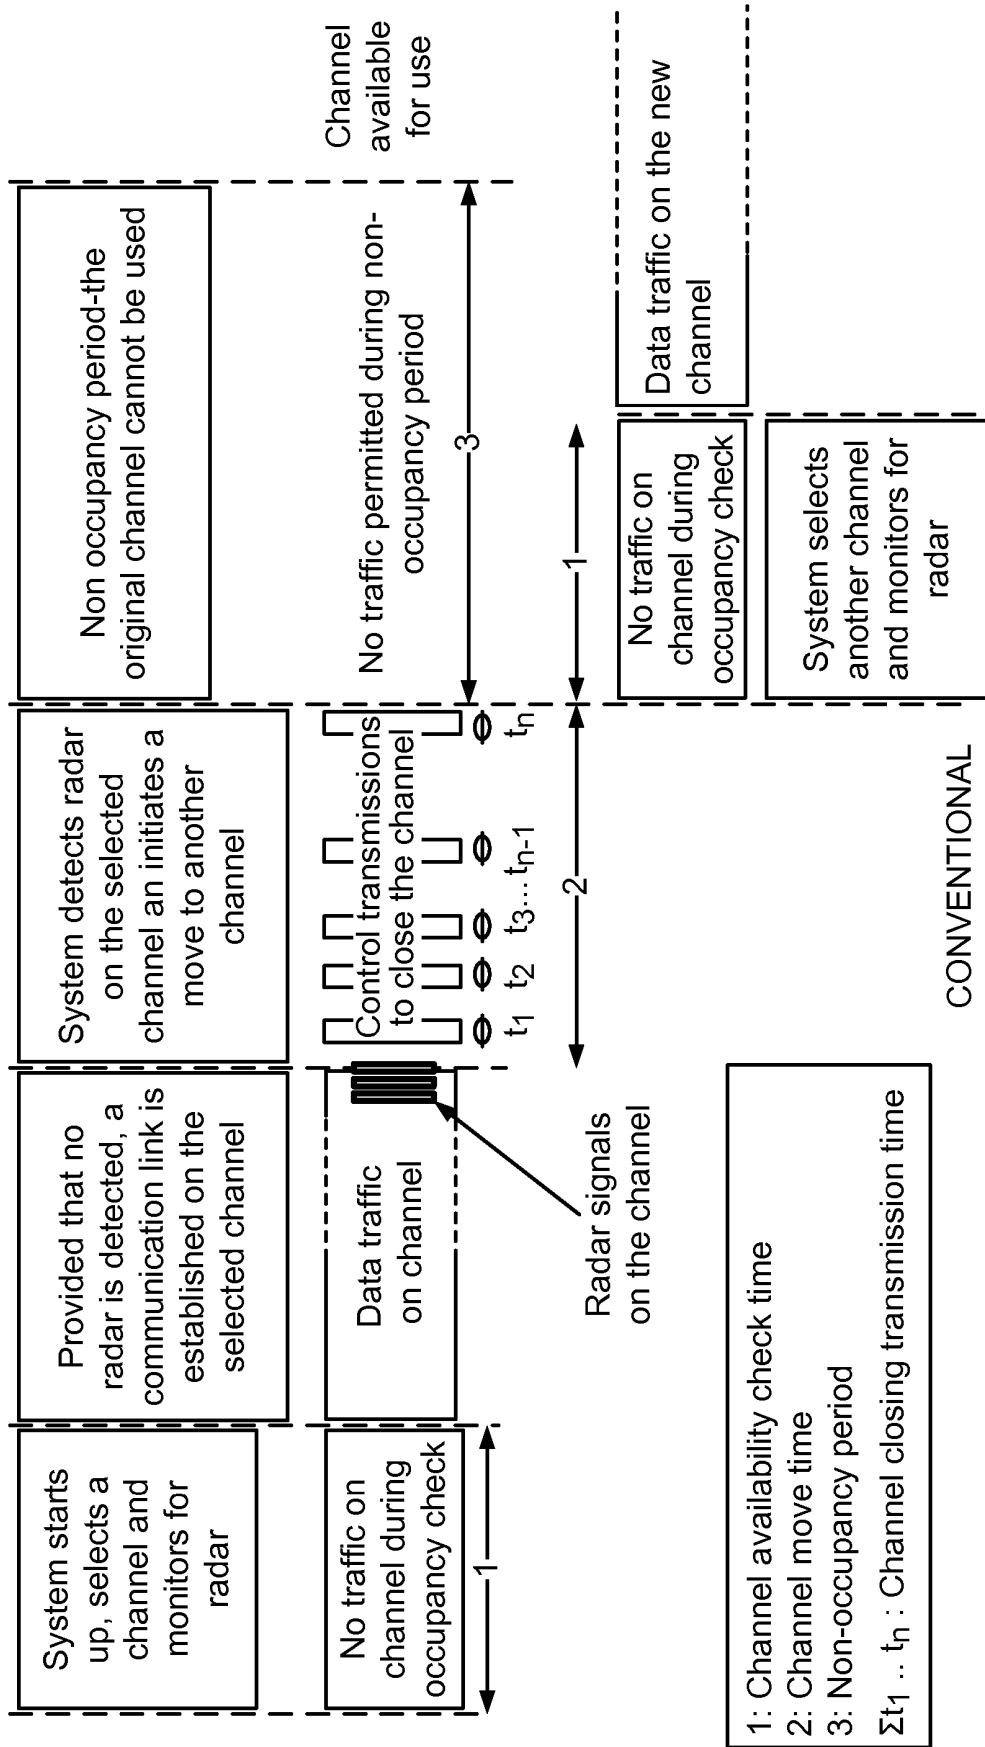 System starts
up, selects a
channel and
monitors for
radar
Provided that no
radar is detected, a
communication link is
established on the
selected channel
System detects radar
on the selected
channel an initiates a
move to another
channel
Non occupancy period-the
original channel cannot be used
No traffic on
channel during
occupancy check
1
Data traffic
on channel
Radar signals
on the channel
Control transmissions
to close the channel
t1 t2 t3... tn-1 tn
2
No traffic permitted during non-
occupancy period
3
Channel
available
for use
1
No traffic on
channel during
occupancy check
Data traffic on the new
channel
System selects
another channel
and monitors for
radar
1: Channel availability check time
2: Channel move time
3: Non-occupancy period
Σt1 .. tn : Channel closing transmission time
CONVENTIONAL